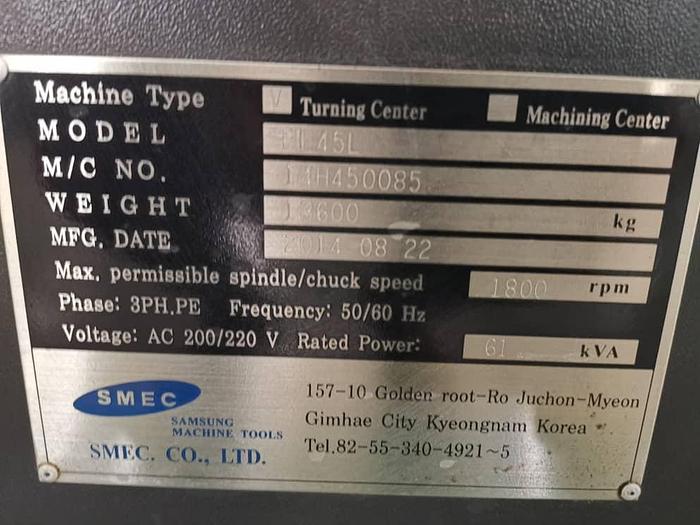 Machine Type V Turning Center Machining Center
MODEL 45L
M/C NO. 14H450085
WEIGHT kg
MFG. DATE 2014 08 22
Max. permissible spindle/chuck speed 1800 rpm
Phase: 3PH.PE Frequency: 50/60 Hz
Voltage: AC 200/220 V Rated Power: 61 kVA
SMEC
SAMSUNG
MACHINE TOOLS
SMEC. CO., LTD.
157-10 Golden root-Ro Juchon-Myeon
Gimhae City Kyeongnam Korea
Tel.82-55-340-4921~5